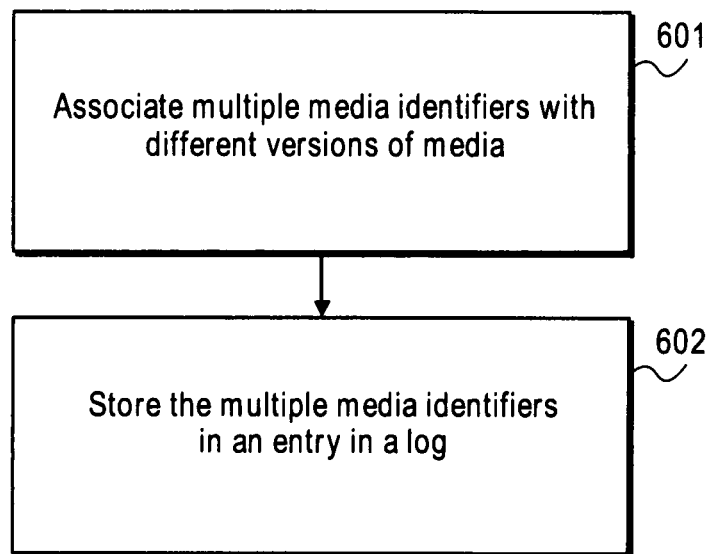 601
Associate multiple media identifiers with
different versions of media
602
Store the multiple media identifiers
in an entry in a log